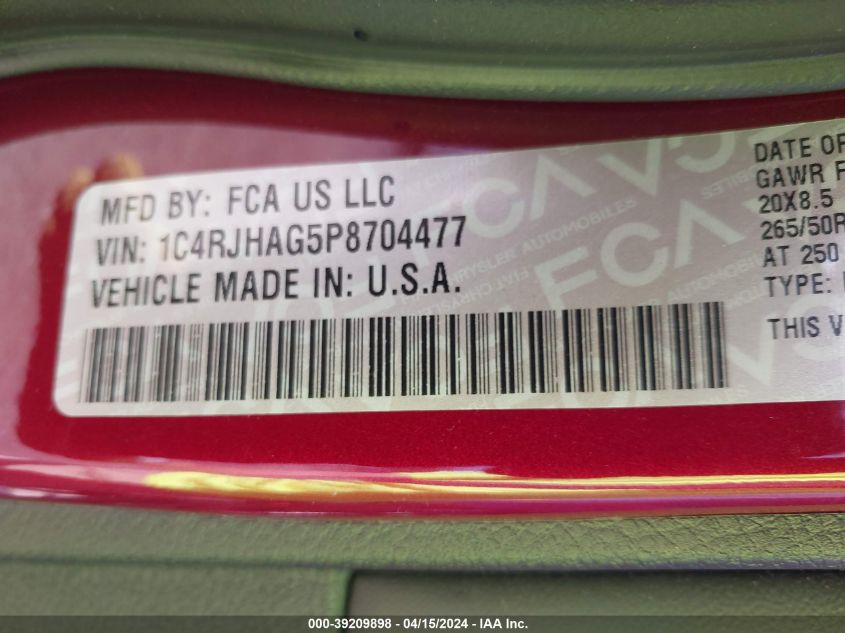 MFD BY: FCA US LLC
VIN: 1C4RJHAG5P8704477
VEHICLE MADE IN: U.S.A.
DATE OF
GAWR F
20X8.5
265/50R
AT 250
TYPE:
THIS V
000-39209898 - 04/15/2024 - IAA Inc.